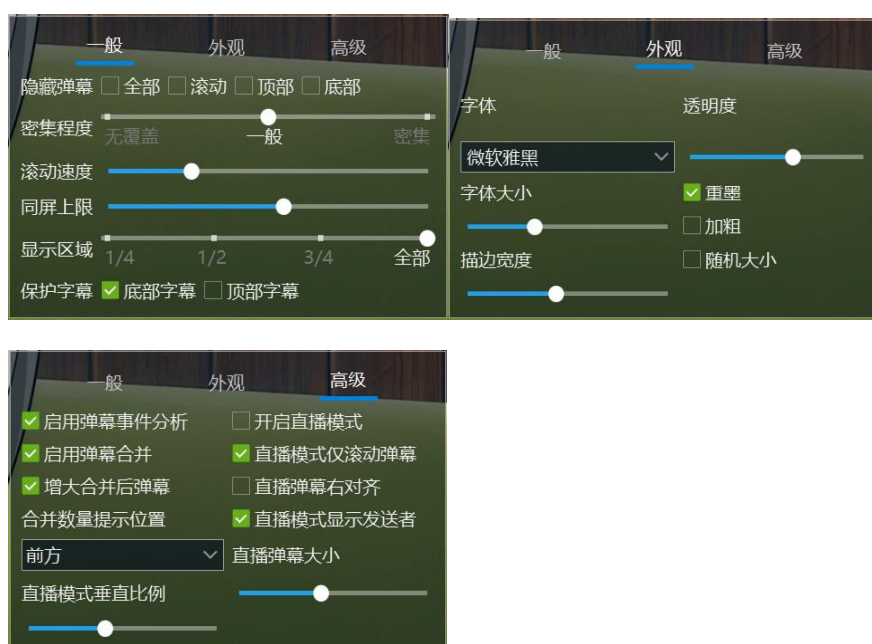 一般 外观 高级
隐藏弹幕 全部 滚动 顶部 底部
密集程度 无覆盖 一般 密集
滚动速度
同屏上限
显示区域 1/4 1/2 3/4 全部
保护字幕 底部字幕 顶部字幕
一般 外观 高级
字体 透明度
微软雅黑
字体大小 重墨
加粗
描边宽度 随机大小
一般 外观 高级
启用弹幕事件分析 开启直播模式
启用弹幕合并 直播模式仅滚动弹幕
增大合并后弹幕 直播弹幕右对齐
合并数量提示位置 直播模式显示发送者
前方 直播弹幕大小
直播模式垂直比例